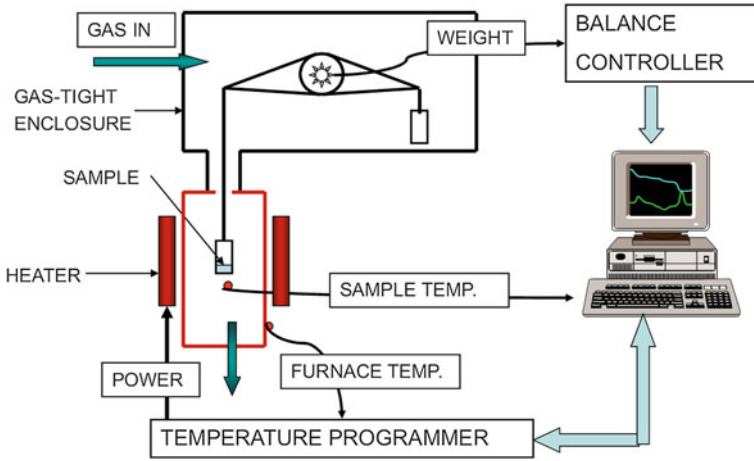 GAS IN
WEIGHT
BALANCE
CONTROLLER
GAS-TIGHT
ENCLOSURE
SAMPLE
HEATER
SAMPLE TEMP.
POWER
FURNACE TEMP.
TEMPERATURE PROGRAMMER